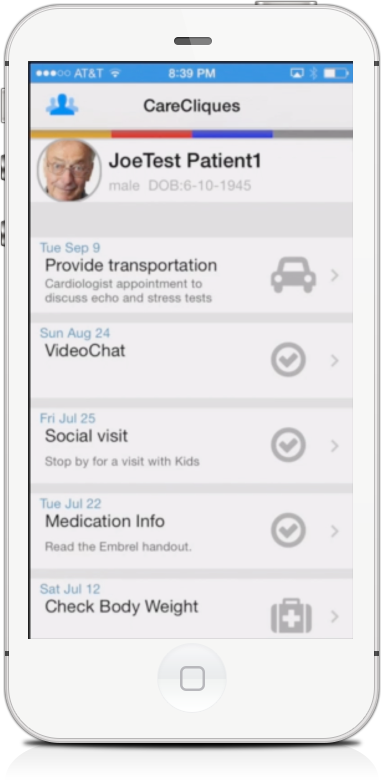 AT&T 8:39 PM
CareCliques
JoeTest Patient1
male DOB:6-10-1945
Tue Sep 9
Provide transportation
Cardiologist appointment to
discuss echo and stress tests
Sun Aug 24
VideoChat
Fri Jul 25
Social visit
Stop by for a visit with Kids
Tue Jul 22
Medication Info
Read the Embrel handout.
Sat Jul 12
Check Body Weight